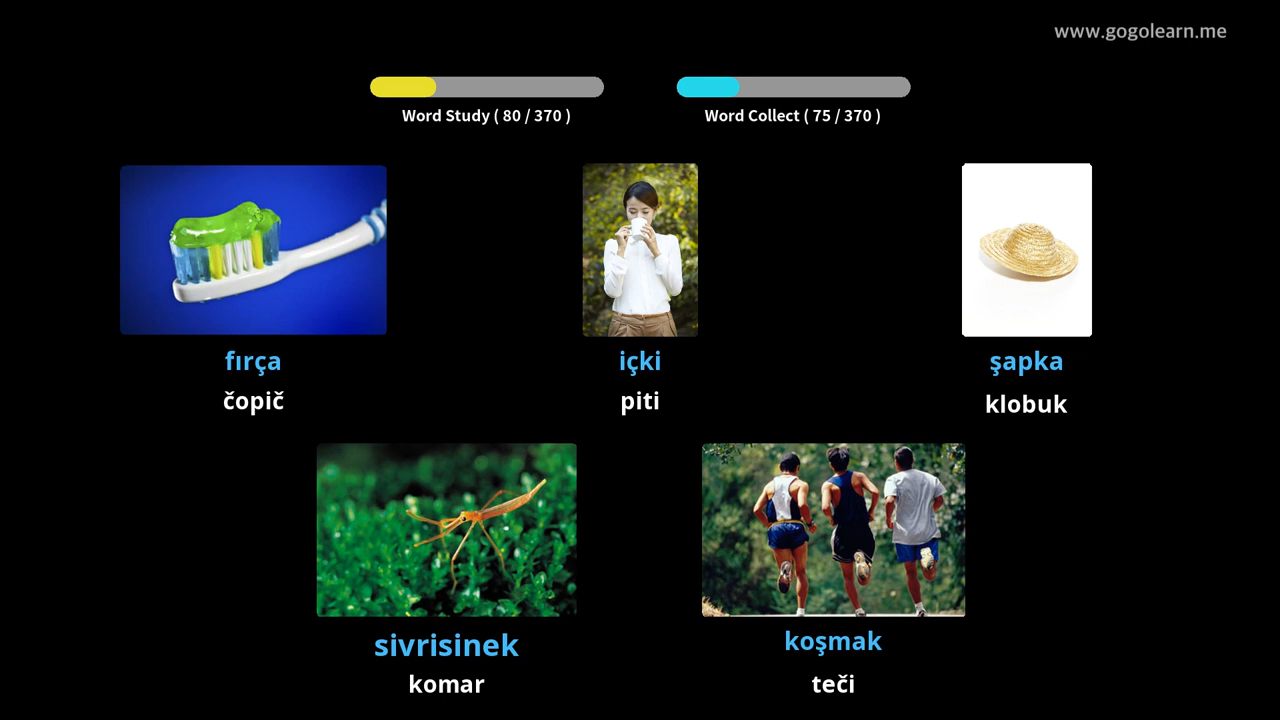 www.gogolearn.me
Word Study ( 80 / 370 )
Word Collect ( 75 / 370 )
fırça
čopič
içki
piti
şapka
klobuk
sivrisinek
komar
koşmak
teči